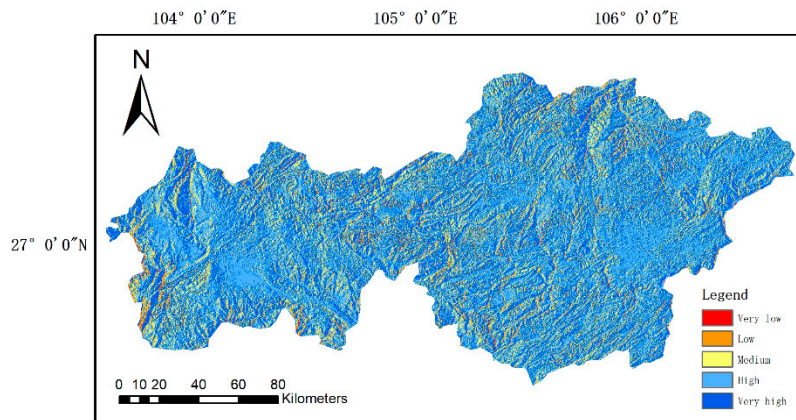 104° 0′0″E 105° 0′0″E 106° 0′0″E
N
27° 0′0″N
Legend
Very low
Low
Medium
High
Very high
0 10 20 40 60 80
Kilometers